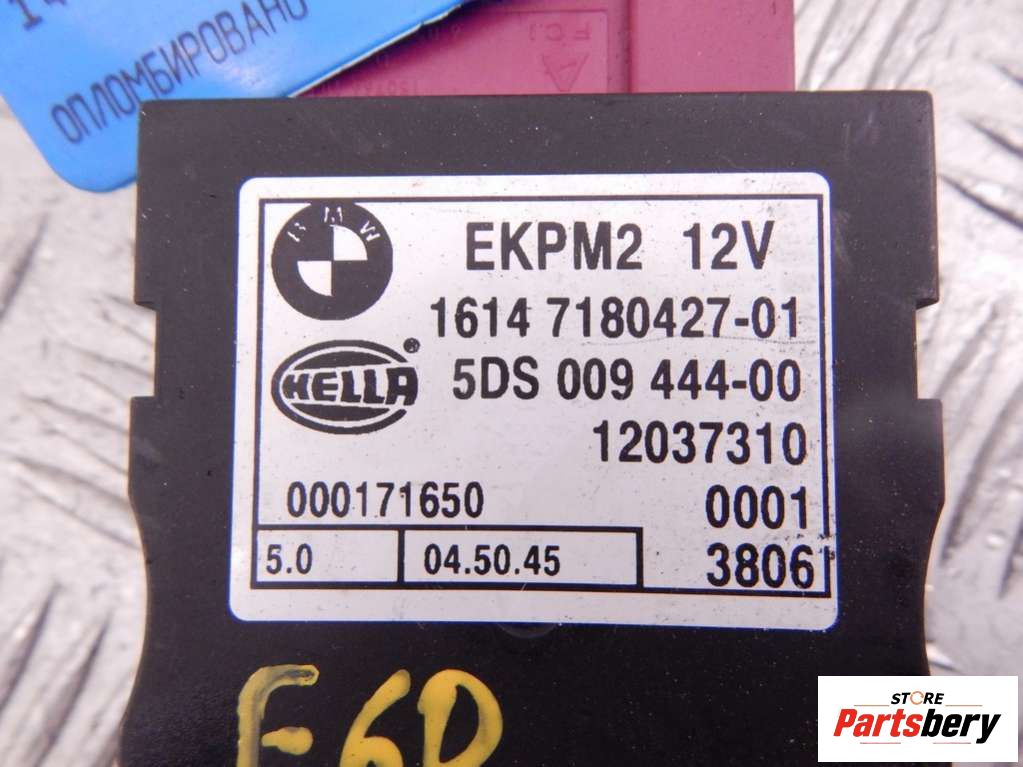 ОПЛОМБИРОВАНО
FCI
BMW
EKPM2 12V
1614 7180427-01
HELLA ®
5DS 009 444-00
12037310
000171650
0001
5.0
04.50.45
3806
E60
STORE
Partsbery